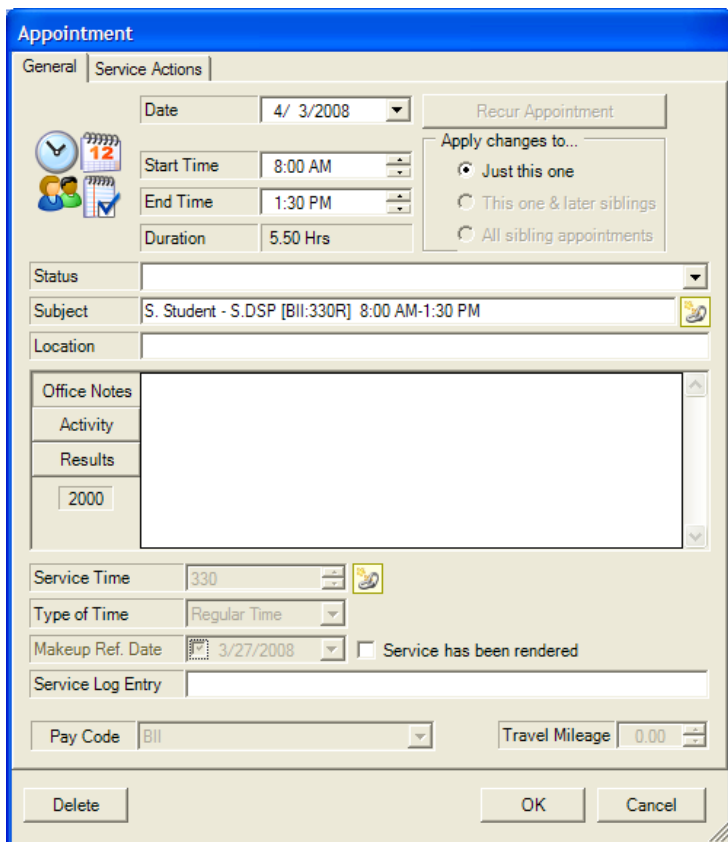 Appointment
General Service Actions
Date 4/ 3/2008 Recur Appointment
12
Apply changes to...
Start Time 8:00 AM Just this one
End Time 1:30 PM This one & later siblings
Duration 5.50 Hrs All sibling appointments
Status
Subject S. Student - S.DSP [BII:330R] 8:00 AM-1:30 PM
Location
Office Notes
Activity
Results
2000
Service Time 330
Type of Time Regular Time
Makeup Ref. Date 3/27/2008 Service has been rendered
Service Log Entry
Pay Code BII Travel Mileage 0.00
Delete OK Cancel